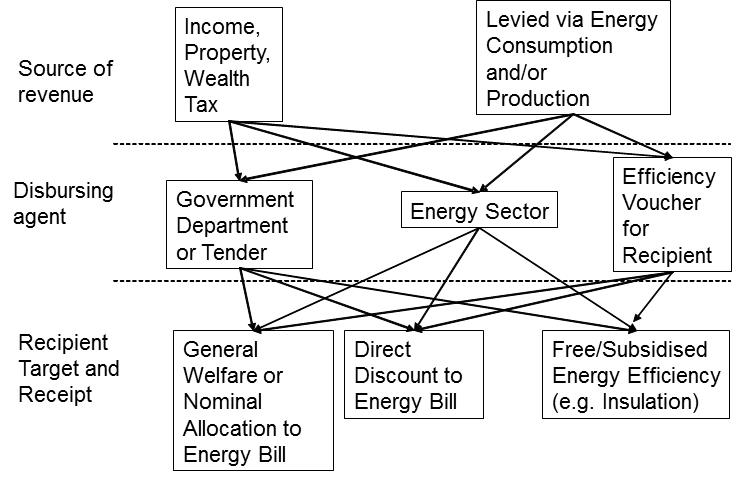 Source of
revenue
Income,
Property,
Wealth
Tax
Levied via Energy
Consumption
and/or
Production
Disbursing
agent
Government
Department
or Tender
Energy Sector
Efficiency
Voucher
for
Recipient
Recipient
Target and
Receipt
General
Welfare or
Nominal
Allocation to
Energy Bill
Direct
Discount to
Energy Bill
Free/Subsidised
Energy Efficiency
(e.g. Insulation)